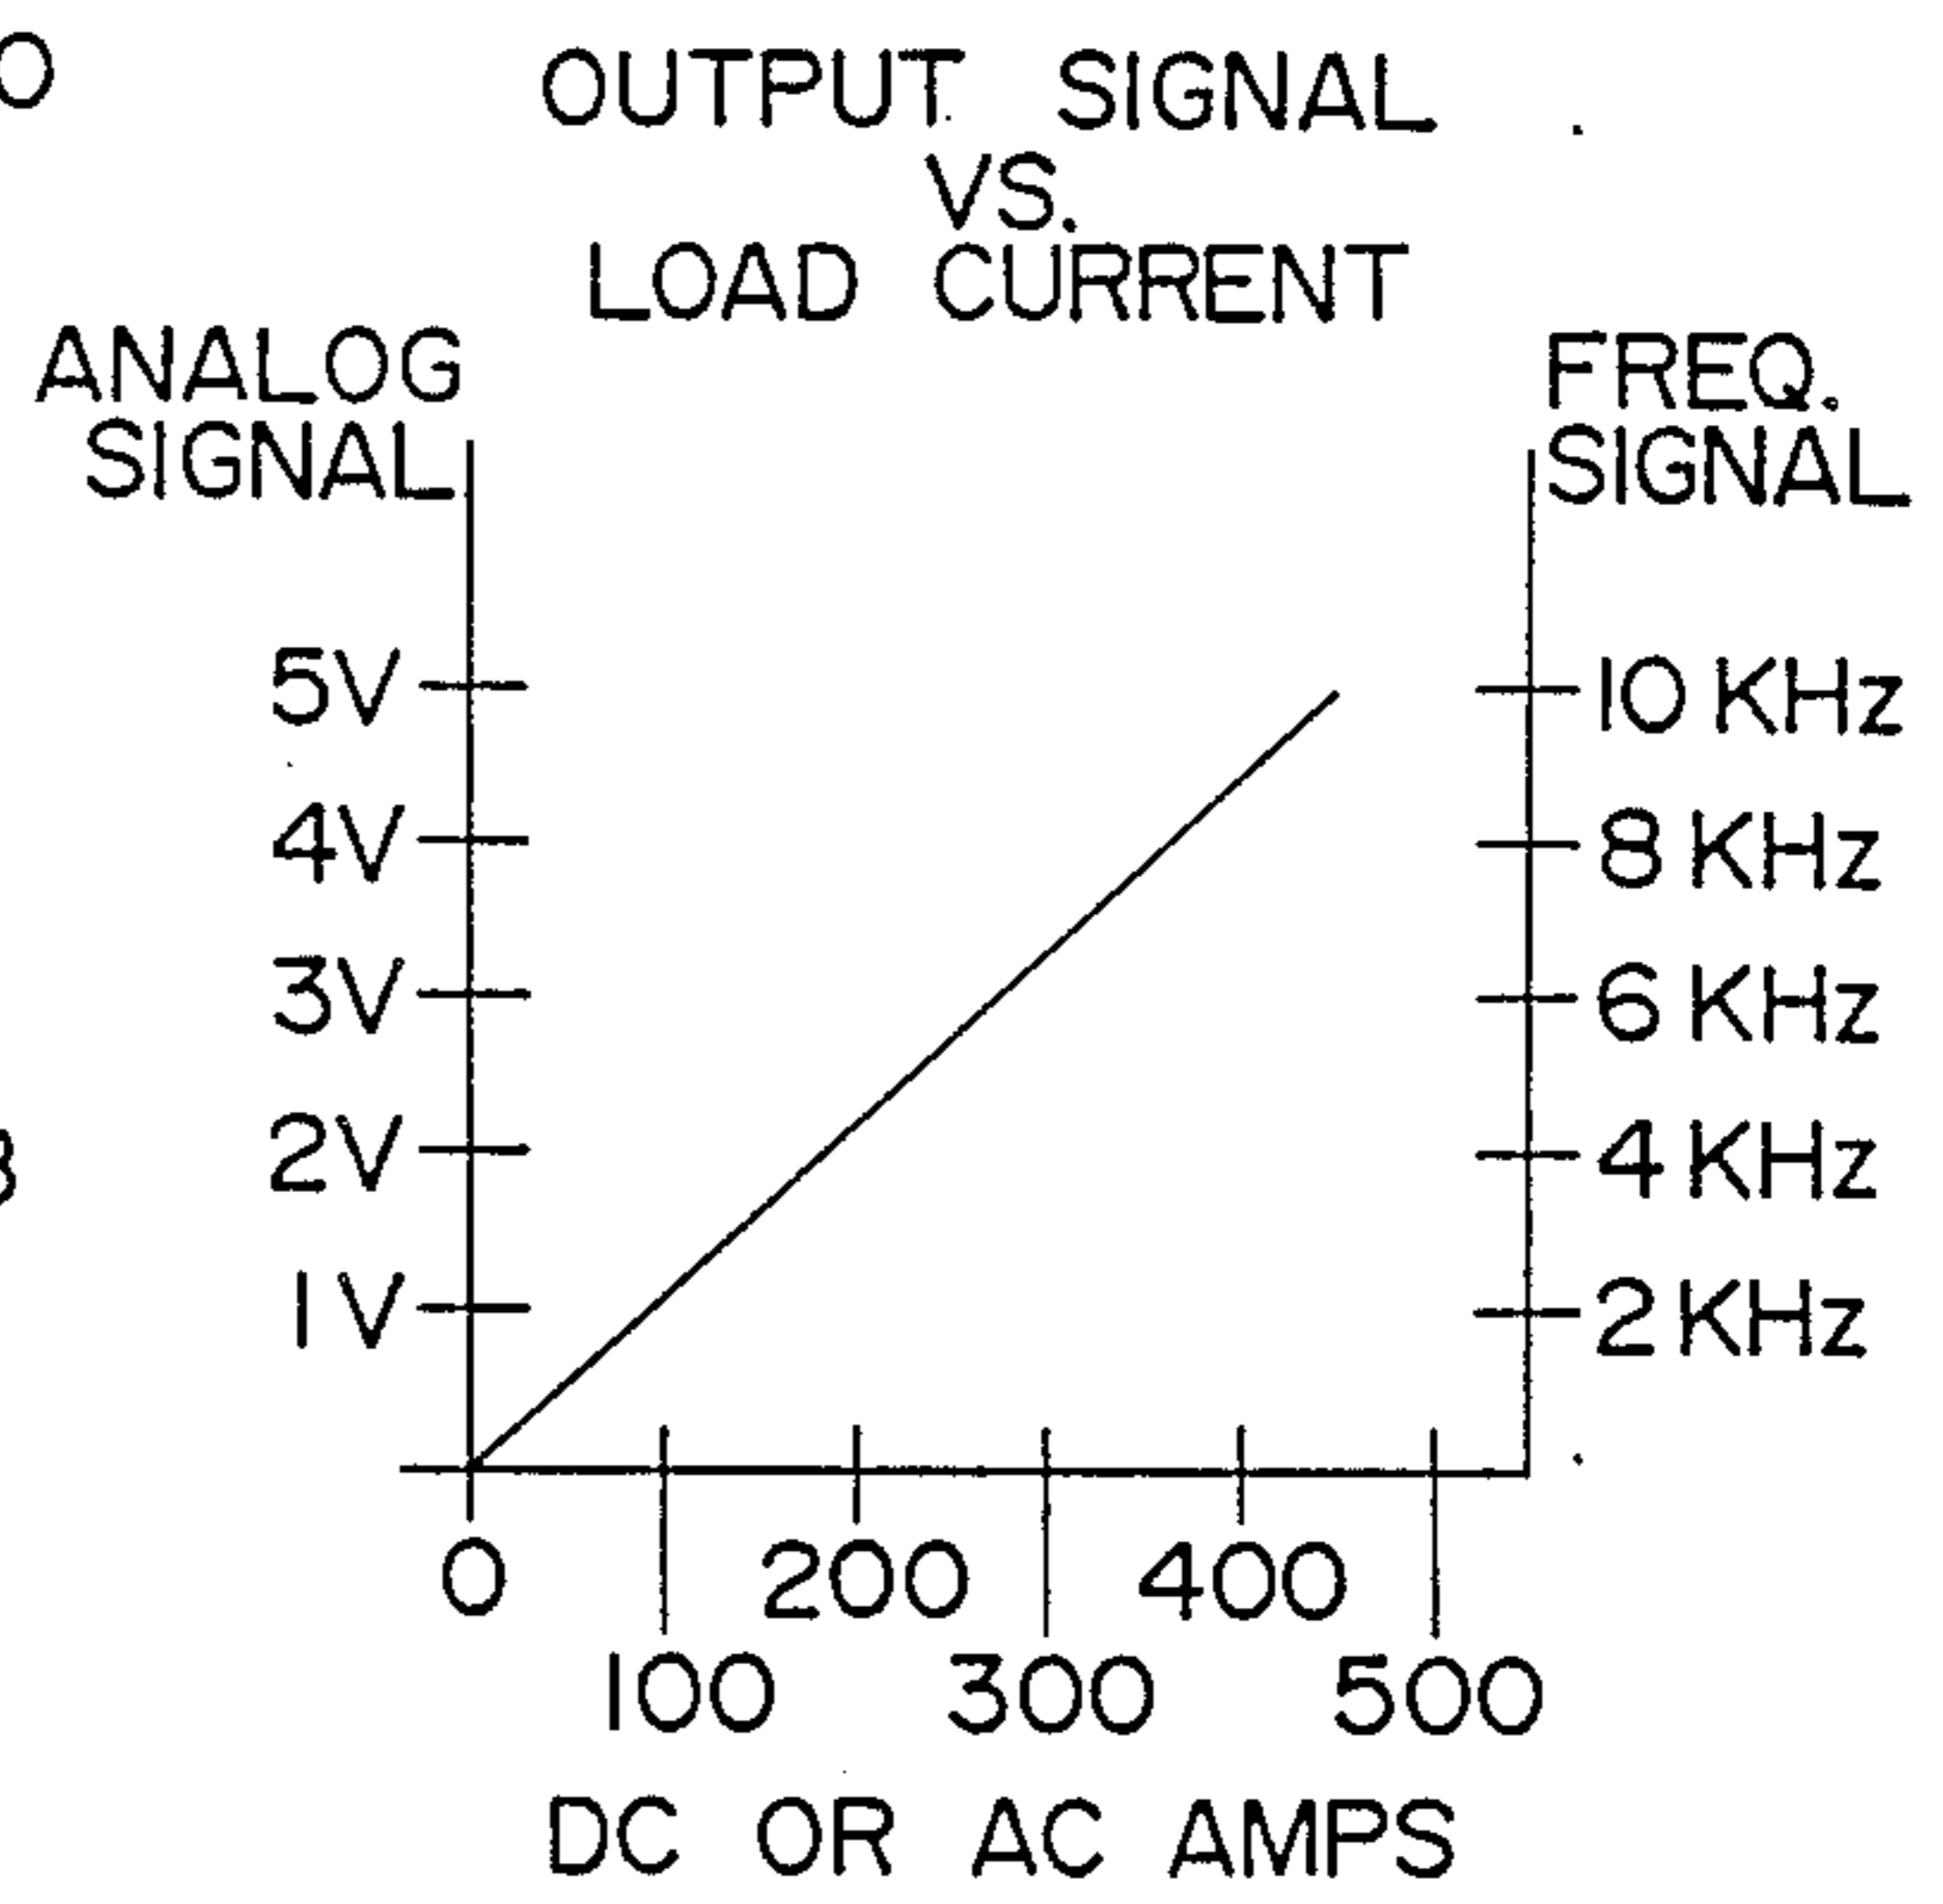 OUTPUT SIGNAL
VS.
LOAD CURRENT
ANALOG
SIGNAL
FREQ.
SIGNAL
5V
4V
3V
2V
1V
10 KHz
8 KHz
6 KHz
4 KHz
2 KHz
0
200
400
100
300
500
DC OR AC AMPS